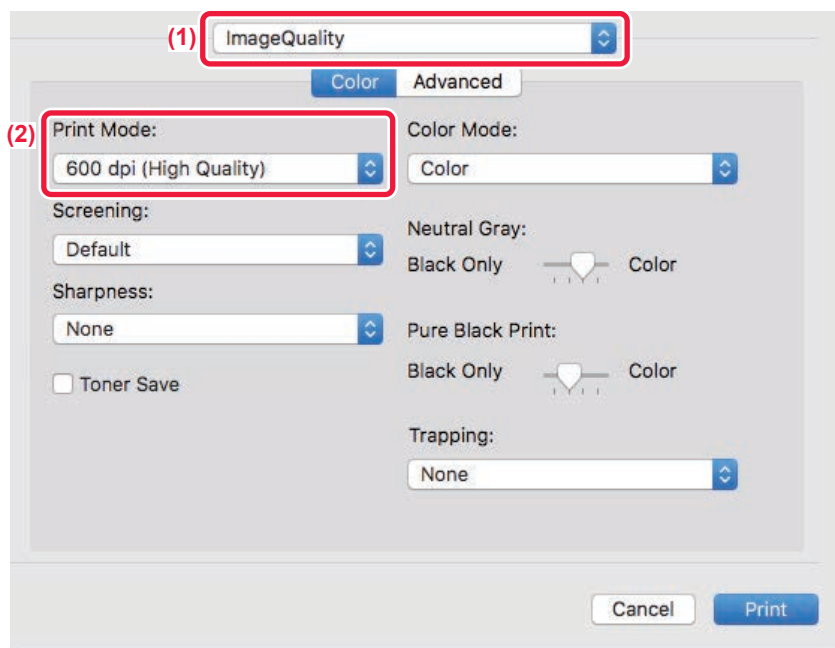 (1) ImageQuality
Color Advanced
(2) Print Mode:
600 dpi (High Quality)
Screening:
Default
Sharpness:
None
Toner Save
Color Mode:
Color
Neutral Gray:
Black Only Color
Pure Black Print:
Black Only Color
Trapping:
None
Cancel Print